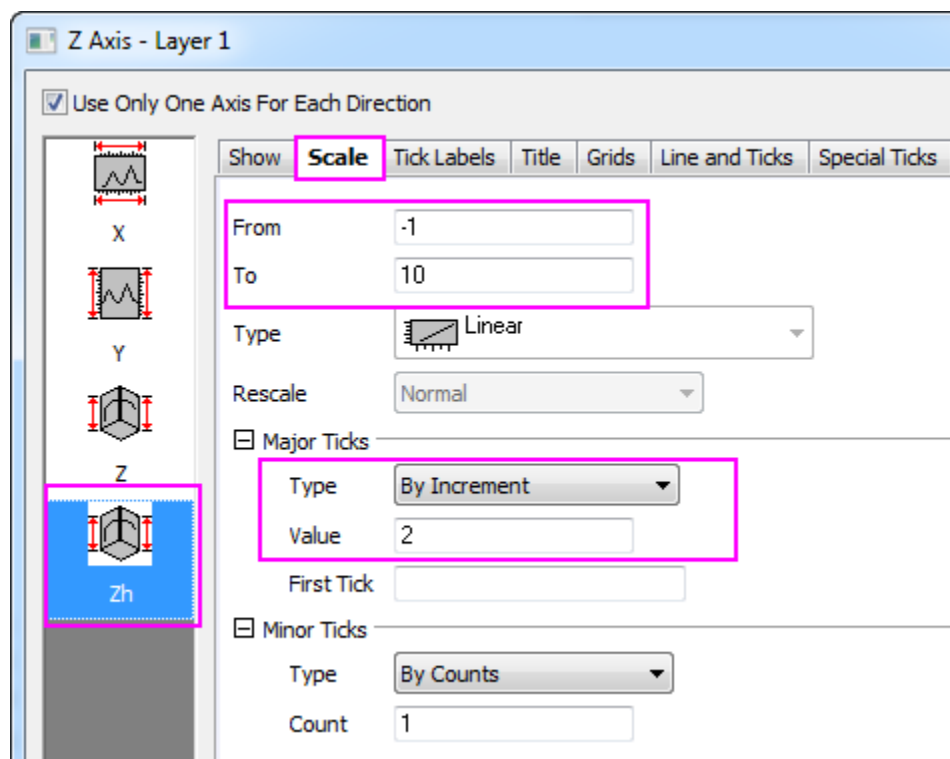 Z Axis - Layer 1
Use Only One Axis For Each Direction
Show Scale Tick Labels Title Grids Line and Ticks Special Ticks
X
Y
Z
Zh
From -1
To 10
Type Linear
Rescale Normal
Major Ticks
Type By Increment
Value 2
First Tick
Minor Ticks
Type By Counts
Count 1